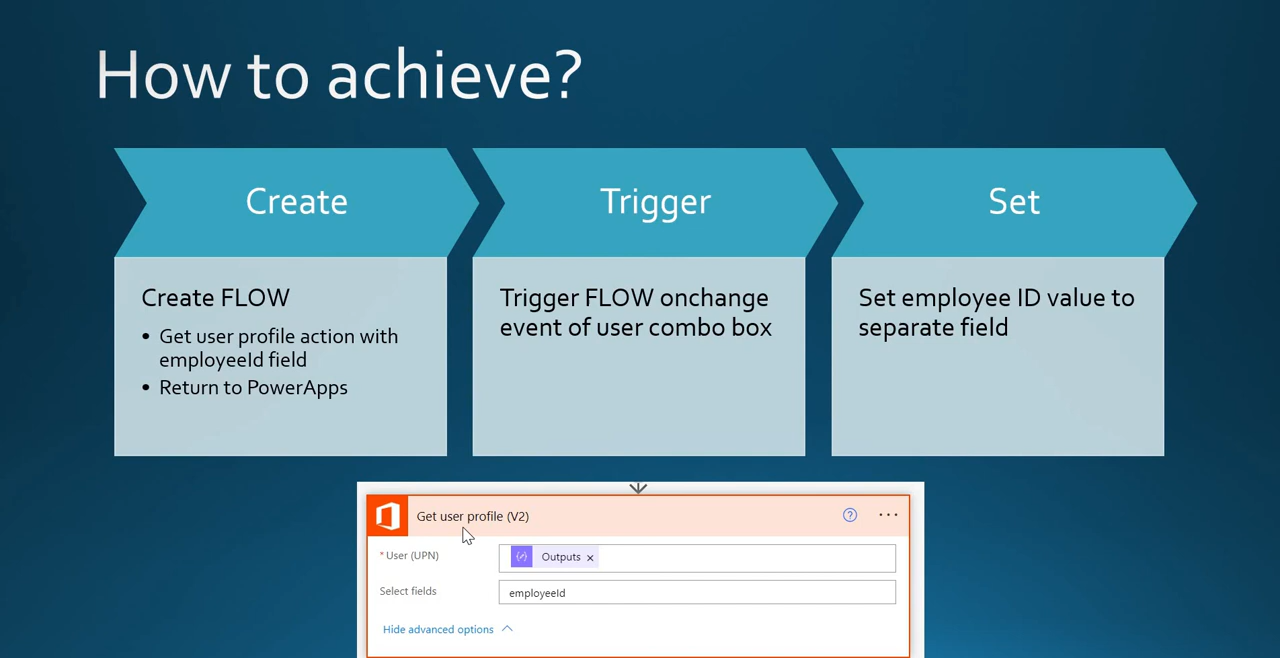 How to achieve?
Create
Trigger
Set
Create FLOW
• Get user profile action with
employeeId field
• Return to PowerApps
Trigger FLOW onchange
event of user combo box
Set employee ID value to
separate field
Get user profile (V2)
? ...
* User (UPN)
Outputs ×
Select fields
employeeId
Hide advanced options